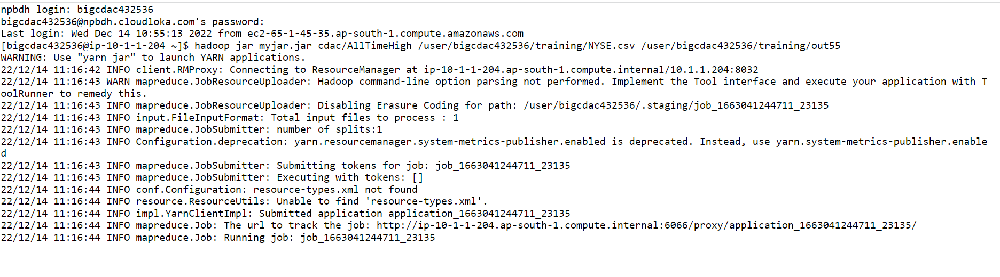 npbdh login: bigcdac432536
bigcdac432536@npbdh.cloudloka.com's password:
Last login: Wed Dec 14 10:55:13 2022 from ec2-65-1-45-35.ap-south-1.compute.amazonaws.com
[bigcdac432536@ip-10-1-1-204 ~]$ hadoop jar myjar.jar cdac/AllTimeHigh /user/bigcdac432536/training/NYSE.csv /user/bigcdac432536/training/out55
WARNING: Use "yarn jar" to launch YARN applications.
22/12/14 11:16:42 INFO client.RMProxy: Connecting to ResourceManager at ip-10-1-1-204.ap-south-1.compute.internal/10.1.1.204:8032
22/12/14 11:16:43 WARN mapreduce.JobResourceUploader: Hadoop command-line option parsing not performed. Implement the Tool interface and execute your application with T
oolRunner to remedy this.
22/12/14 11:16:43 INFO mapreduce.JobResourceUploader: Disabling Erasure Coding for path: /user/bigcdac432536/.staging/job_1663041244711_23135
22/12/14 11:16:43 INFO input.FileInputFormat: Total input files to process : 1
22/12/14 11:16:43 INFO mapreduce.JobSubmitter: number of splits:1
22/12/14 11:16:43 INFO Configuration.deprecation: yarn.resourcemanager.system-metrics-publisher.enabled is deprecated. Instead, use yarn.system-metrics-publisher.enable
d
22/12/14 11:16:43 INFO mapreduce.JobSubmitter: Submitting tokens for job: job_1663041244711_23135
22/12/14 11:16:43 INFO mapreduce.JobSubmitter: Executing with tokens: []
22/12/14 11:16:44 INFO conf.Configuration: resource-types.xml not found
22/12/14 11:16:44 INFO resource.ResourceUtils: Unable to find 'resource-types.xml'.
22/12/14 11:16:44 INFO impl.YarnClientImpl: Submitted application application_1663041244711_23135
22/12/14 11:16:44 INFO mapreduce.Job: The url to track the job: http://ip-10-1-1-204.ap-south-1.compute.internal:6066/proxy/application_1663041244711_23135/
22/12/14 11:16:44 INFO mapreduce.Job: Running job: job_1663041244711_23135